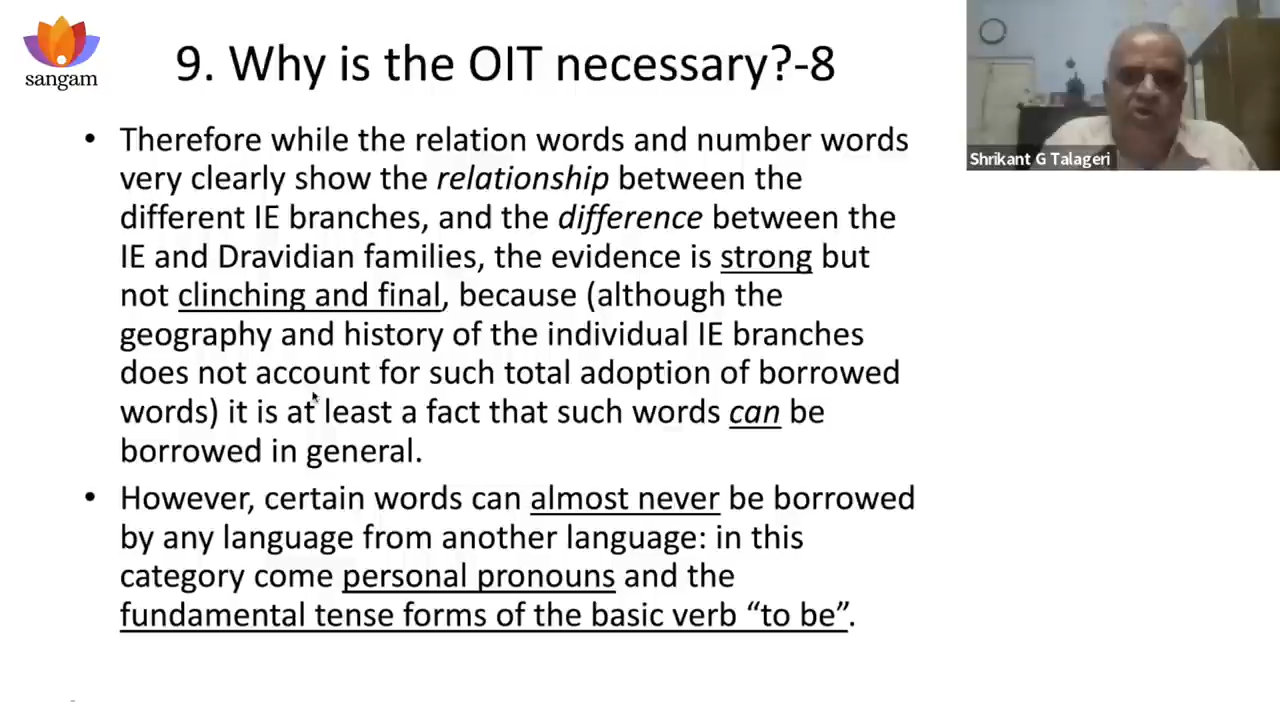 sangam
9. Why is the OIT necessary?-8
• Therefore while the relation words and number words
very clearly show the relationship between the
different IE branches, and the difference between the
IE and Dravidian families, the evidence is strong but
not clinching and final, because (although the
geography and history of the individual IE branches
does not account for such total adoption of borrowed
words) it is at least a fact that such words can be
borrowed in general.
• However, certain words can almost never be borrowed
by any language from another language: in this
category come personal pronouns and the
fundamental tense forms of the basic verb “to be”.
Shrikant G Talageri